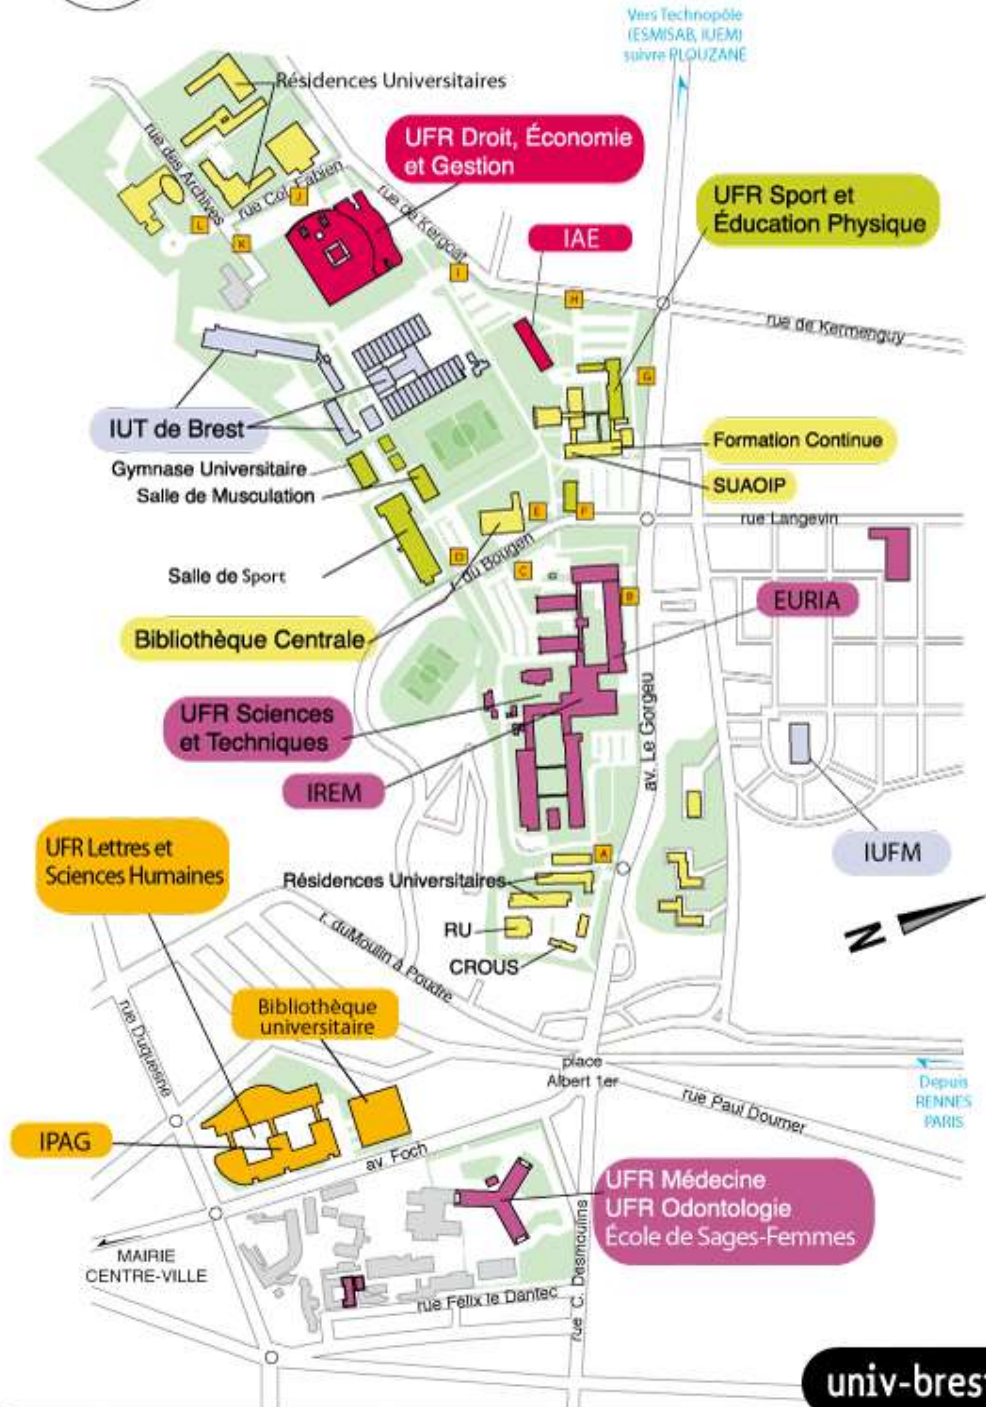 Vers Technopôle
(ESMISAB, IUEM)
suivre PLOUZANÉ
Résidences Universitaires
UFR Droit, Économie
et Gestion
rue des Archives
rue Col. Fabien
rue de Kergoat
UFR Sport et
Éducation Physique
IAE
J
L
K
I
H
rue de Kermenguy
G
IUT de Brest
Formation Continue
Gymnase Universitaire
Salle de Musculation
SUAOIP
E
F
rue Langevin
r. du Bougen
D
C
Salle de Sport
B
EURIA
Bibliothèque Centrale
UFR Sciences
et Techniques
av. Le Gorgeu
IREM
IUFM
UFR Lettres et
Sciences Humaines
A
Résidences Universitaires
RU
CROUS
N
r. duMoulin à Poudre
rue Duquesne
Bibliothèque
universitaire
place
Albert 1er
Depuis
RENNES
PARIS
rue Paul Doumer
IPAG
av. Foch
UFR Médecine
UFR Odontologie
École de Sages-Femmes
MAIRIE
CENTRE-VILLE
rue Félix le Dantec
rue C. Desmoulins
univ-brest